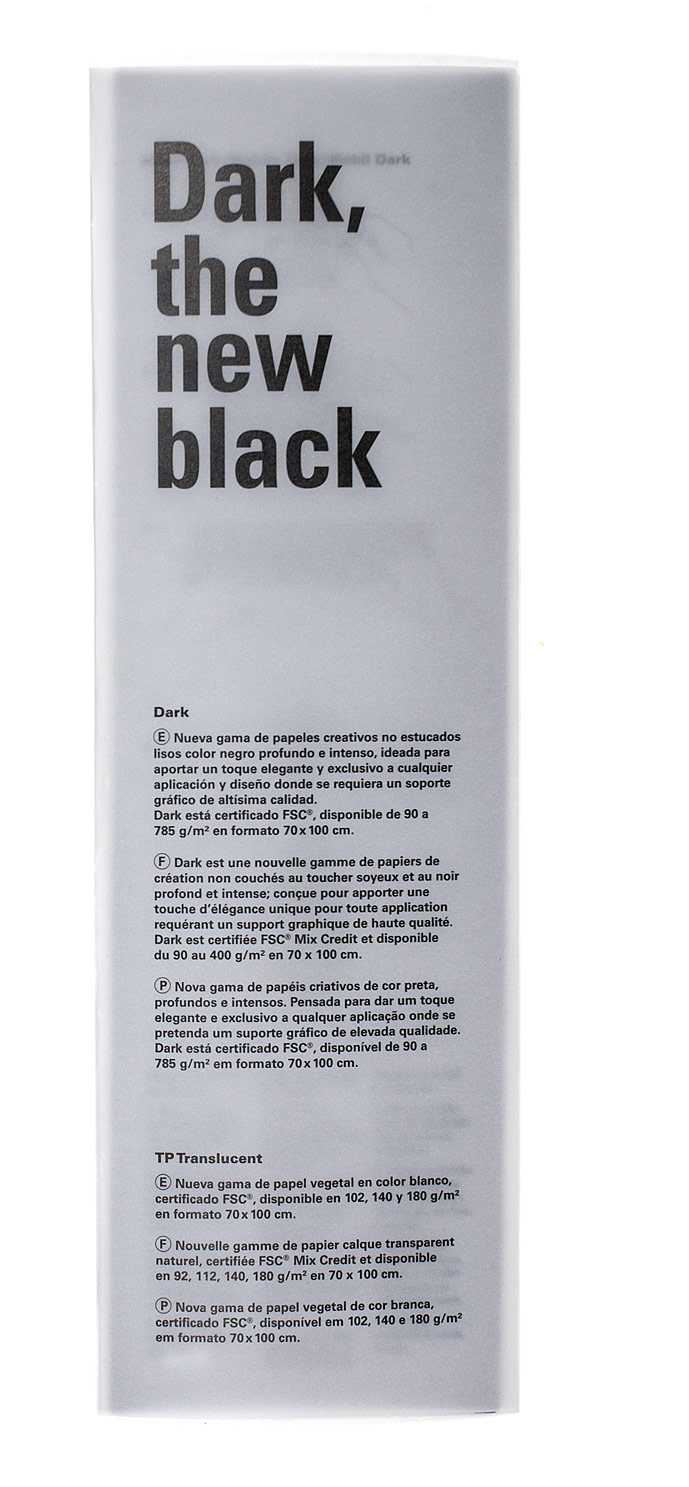 Dark,
the
new
black
Dark
Ⓔ Nueva gama de papeles creativos no estucados
lisos color negro profundo e intenso, ideada para
aportar un toque elegante y exclusivo a cualquier
aplicación y diseño donde se requiera un soporte
gráfico de altísima calidad.
Dark está certificado FSC®, disponible de 90 a
785 g/m² en formato 70x100 cm.
Ⓕ Dark est une nouvelle gamme de papiers de
création non couchés au toucher soyeux et au noir
profond et intense; conçue pour apporter une
touche d'élégance unique pour toute application
requérant un support graphique de haute qualité.
Dark est certifiée FSC® Mix Credit et disponible
du 90 au 400 g/m² en 70 x 100 cm.
Ⓟ Nova gama de papéis criativos de cor preta,
profundos e intensos. Pensada para dar um toque
elegante e exclusivo a qualquer aplicação onde se
pretenda um suporte gráfico de elevada qualidade.
Dark está certificado FSC®, disponível de 90 a
785 g/m² em formato 70x100 cm.
TP Translucent
Ⓔ Nueva gama de papel vegetal en color blanco,
certificado FSC®, disponible en 102, 140 y 180 g/m²
en formato 70x100 cm.
Ⓕ Nouvelle gamme de papier calque transparent
naturel, certifiée FSC® Mix Credit et disponible
en 92, 112, 140, 180 g/m² en 70 x 100 cm.
Ⓟ Nova gama de papel vegetal de cor branca,
certificado FSC®, disponível em 102, 140 e 180 g/m²
em formato 70x100 cm.